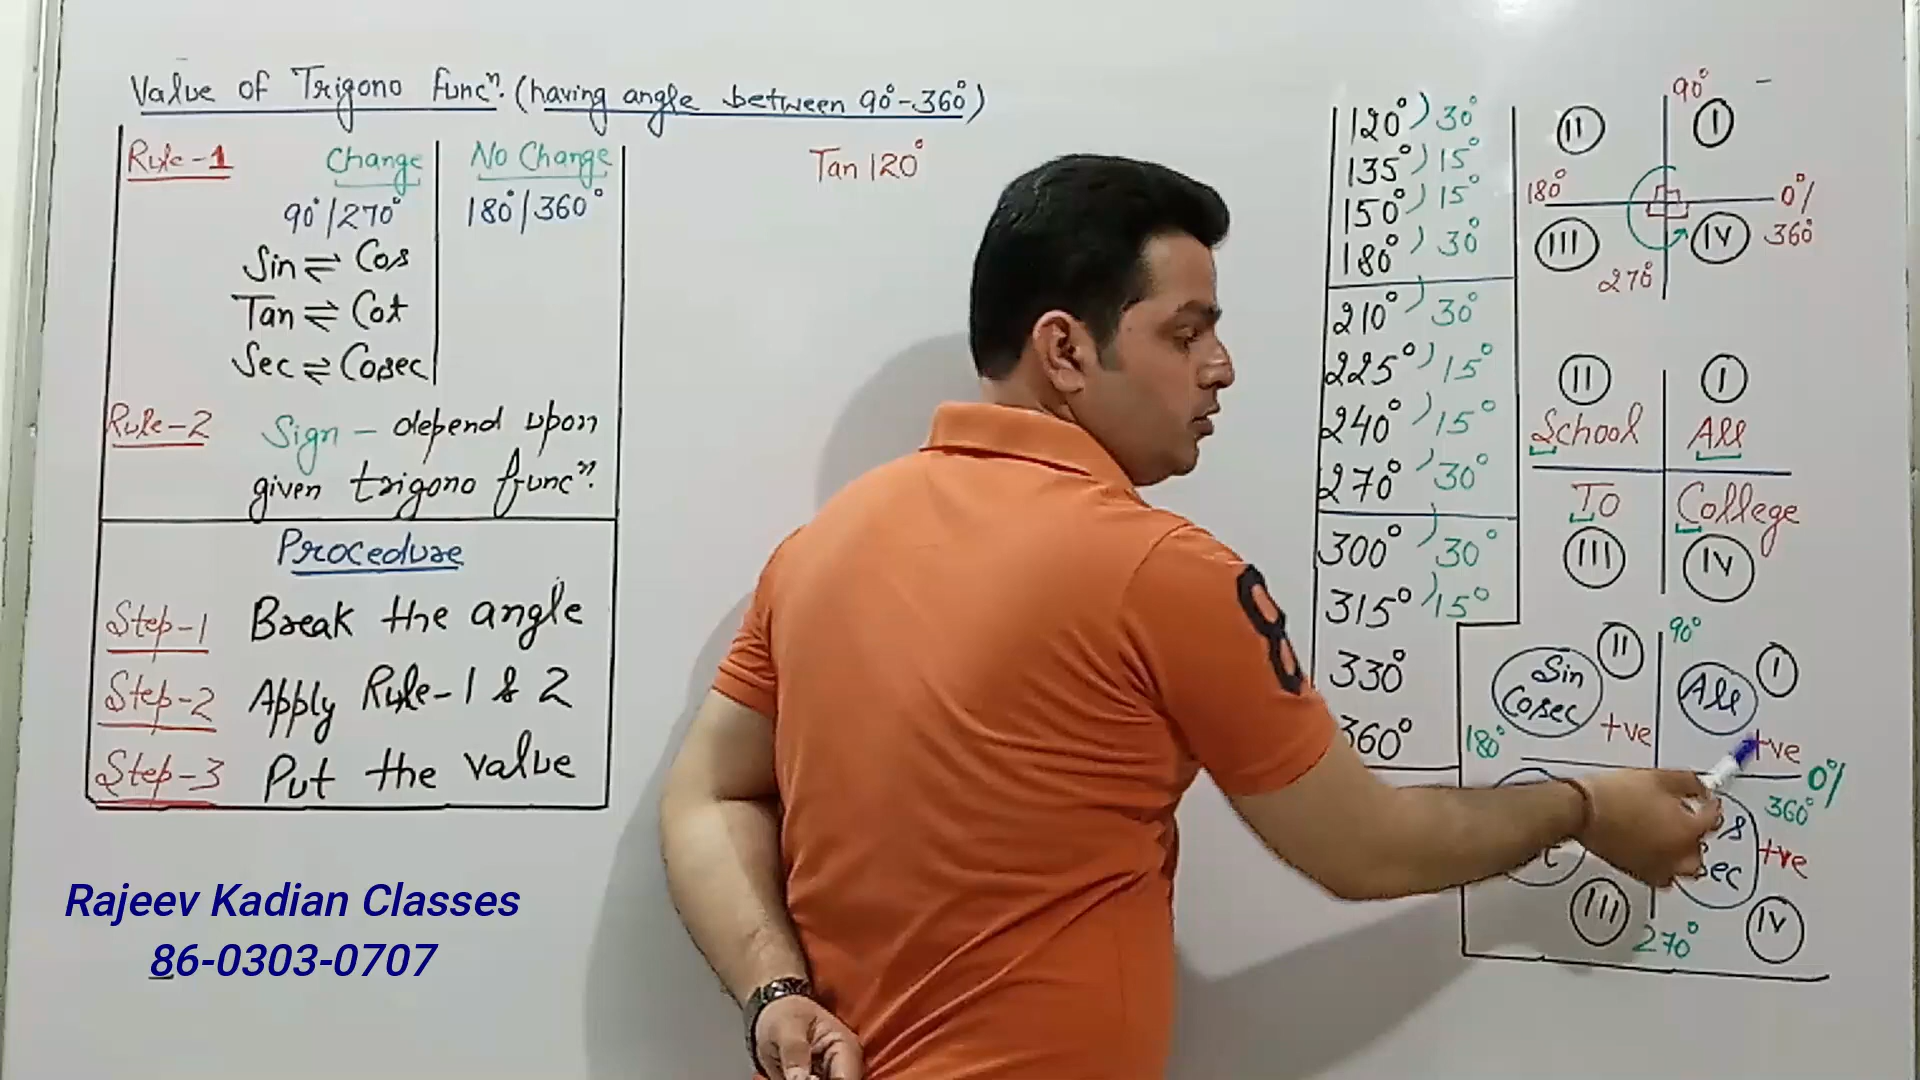 Value of Trigono funcⁿ. (having angle between 90°-360°)
Rule-1 Change No Change
90°/270° 180°/360°
Sin ⇌ Cos
Tan ⇌ Cot
Sec ⇌ Cosec
Rule-2 Sign - depend upon
given trigono funcⁿ.
Procedure
Step-1 Break the angle
Step-2 Apply Rule-1 & 2
Step-3 Put the value
Rajeev Kadian Classes
86-0303-0707
Tan 120°
120° ) 30°
135° ) 15°
150° ) 15°
180° ) 30°
210° ) 30°
225° ) 15°
240° ) 15°
270° ) 30°
300° ) 30°
315° ) 15°
330°
360°
90°
II I
180° 0°/
III IV 360°
270°
II I
School All
To College
III IV
90°
II I
Sin All
Cosec +ve +ve
180° 0°/
360°
Sec +ve
III IV
270°
8